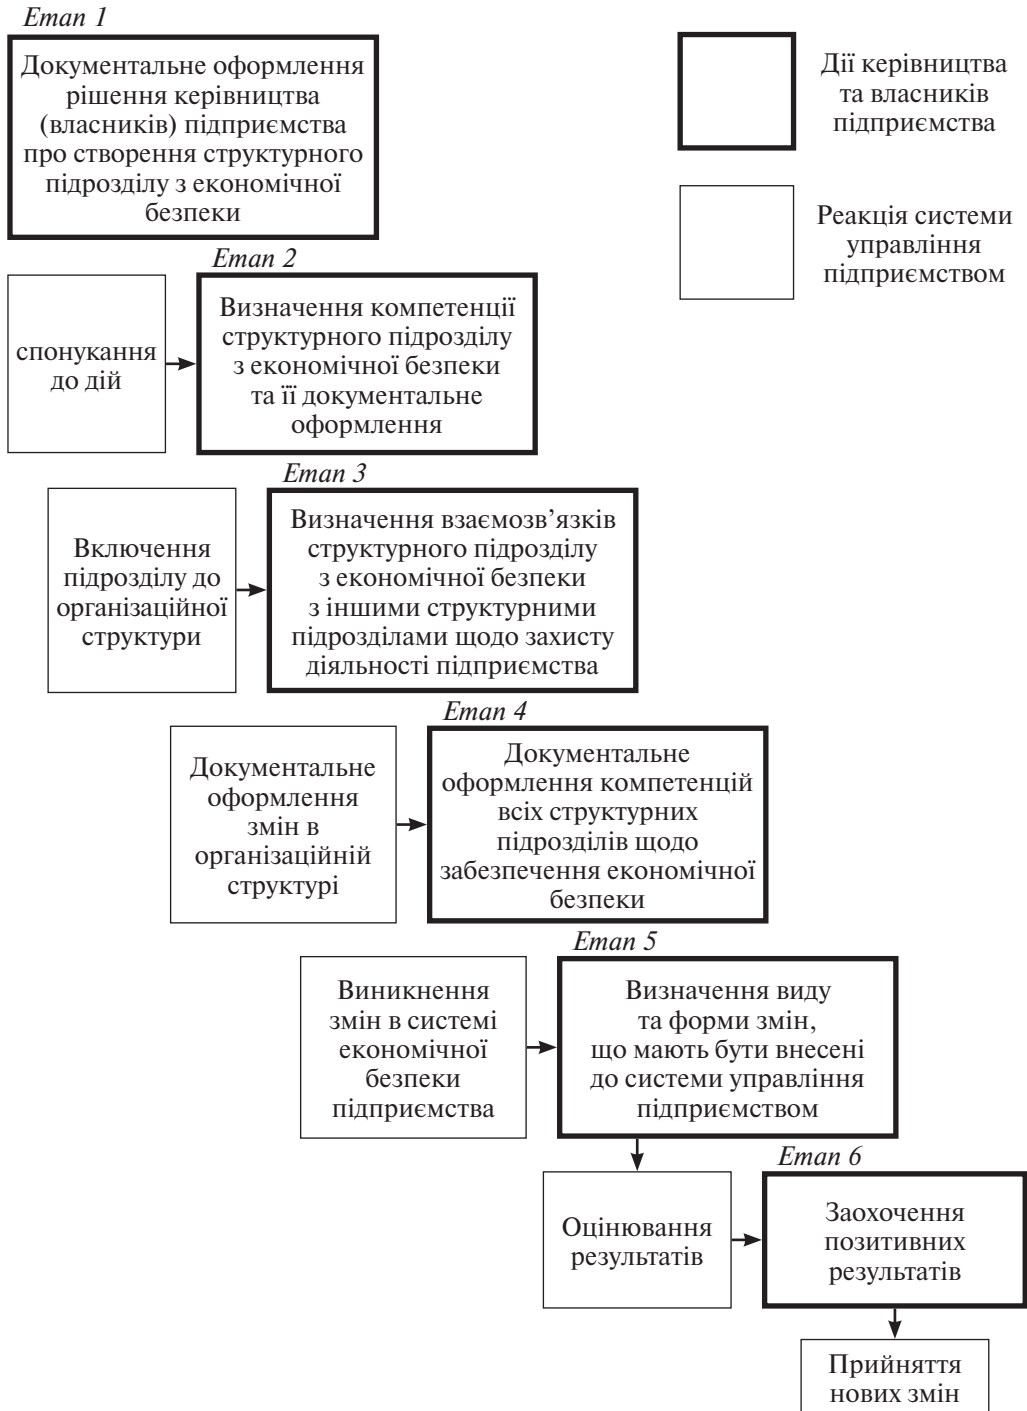 Етап 1
Документальне оформлення
рішення керівництва
(власників) підприємства
про створення структурного
підрозділу з економічної
безпеки
Дії керівництва
та власників
підприємства
Реакція системи
управління
підприємством
Етап 2
спонукання
до дій
Визначення компетенції
структурного підрозділу
з економічної безпеки
та її документальне
оформлення
Етап 3
Включення
підрозділу до
організаційної
структури
Визначення взаємозв’язків
структурного підрозділу
з економічної безпеки
з іншими структурними
підрозділами щодо захисту
діяльності підприємства
Етап 4
Документальне
оформлення
змін в
організаційній
структурі
Документальне
оформлення компетенцій
всіх структурних
підрозділів щодо
забезпечення економічної
безпеки
Етап 5
Виникнення
змін в системі
економічної
безпеки
підприємства
Визначення виду
та форми змін,
що мають бути внесені
до системи управління
підприємством
Етап 6
Оцінювання
результатів
Заохочення
позитивних
результатів
Прийняття
нових змін